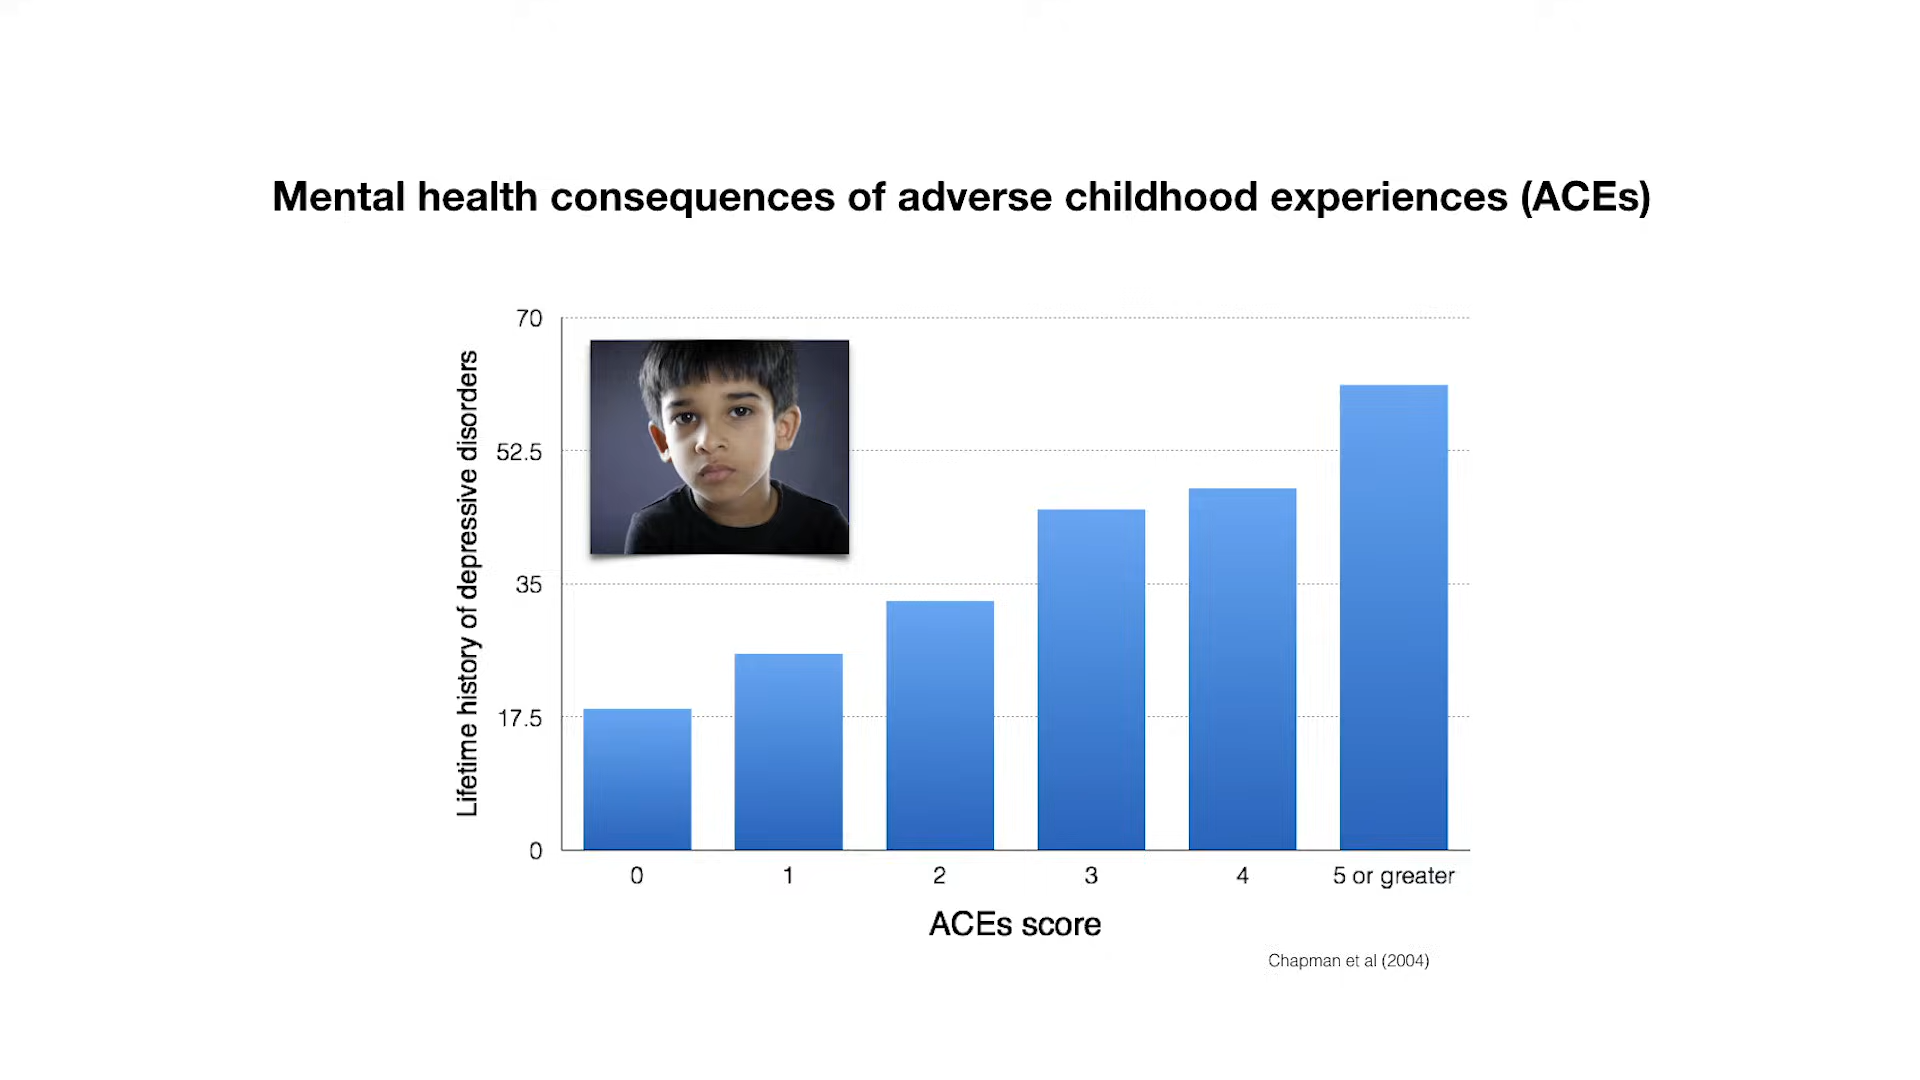 Mental health consequences of adverse childhood experiences (ACEs)
70
52.5
35
17.5
0
Lifetime history of depressive disorders
0 1 2 3 4 5 or greater
ACEs score
Chapman et al (2004)